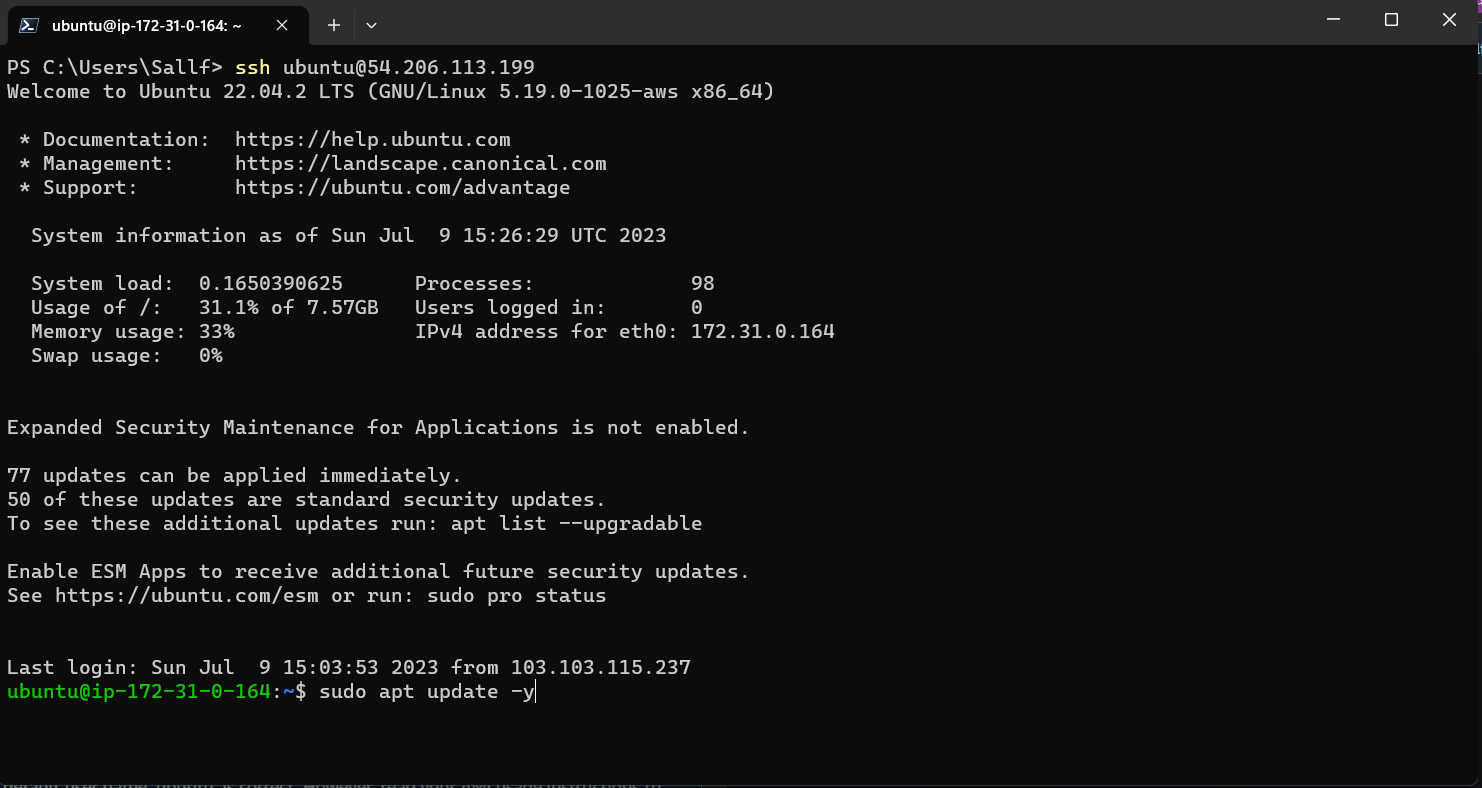 ubuntu@ip-172-31-0-164: ~
PS C:\Users\Sallf> ssh ubuntu@54.206.113.199
Welcome to Ubuntu 22.04.2 LTS (GNU/Linux 5.19.0-1025-aws x86_64)
* Documentation:  https://help.ubuntu.com
* Management:     https://landscape.canonical.com
* Support:        https://ubuntu.com/advantage
System information as of Sun Jul  9 15:26:29 UTC 2023
System load:  0.1650390625      Processes:             98
Usage of /:   31.1% of 7.57GB   Users logged in:       0
Memory usage: 33%               IPv4 address for eth0: 172.31.0.164
Swap usage:   0%
Expanded Security Maintenance for Applications is not enabled.
77 updates can be applied immediately.
50 of these updates are standard security updates.
To see these additional updates run: apt list --upgradable
Enable ESM Apps to receive additional future security updates.
See https://ubuntu.com/esm or run: sudo pro status
Last login: Sun Jul  9 15:03:53 2023 from 103.103.115.237
ubuntu@ip-172-31-0-164:~$ sudo apt update -y